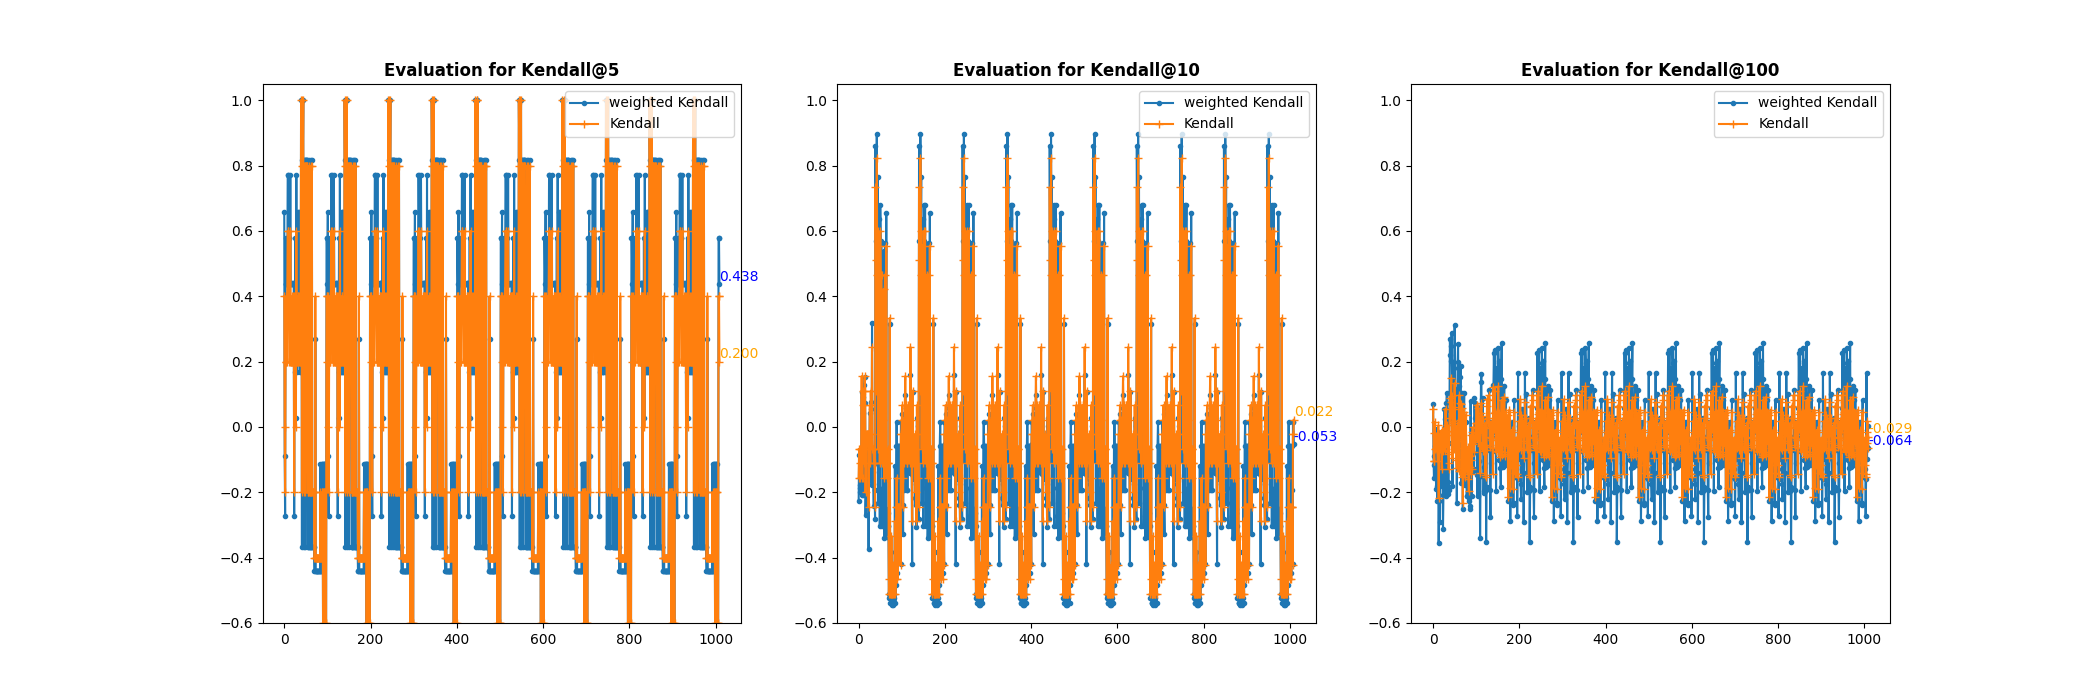 Evaluation for Kendall@5
1.0
0.8
0.6
0.4
0.2
0.0
−0.2
−0.4
−0.6
0 200 400 600 800 1000
weighted Kendall
Kendall
0.438
0.200
Evaluation for Kendall@10
1.0
0.8
0.6
0.4
0.2
0.0
−0.2
−0.4
−0.6
0 200 400 600 800 1000
weighted Kendall
Kendall
0.022
-0.053
Evaluation for Kendall@100
1.0
0.8
0.6
0.4
0.2
0.0
−0.2
−0.4
−0.6
0 200 400 600 800 1000
weighted Kendall
Kendall
-0.029
-0.064